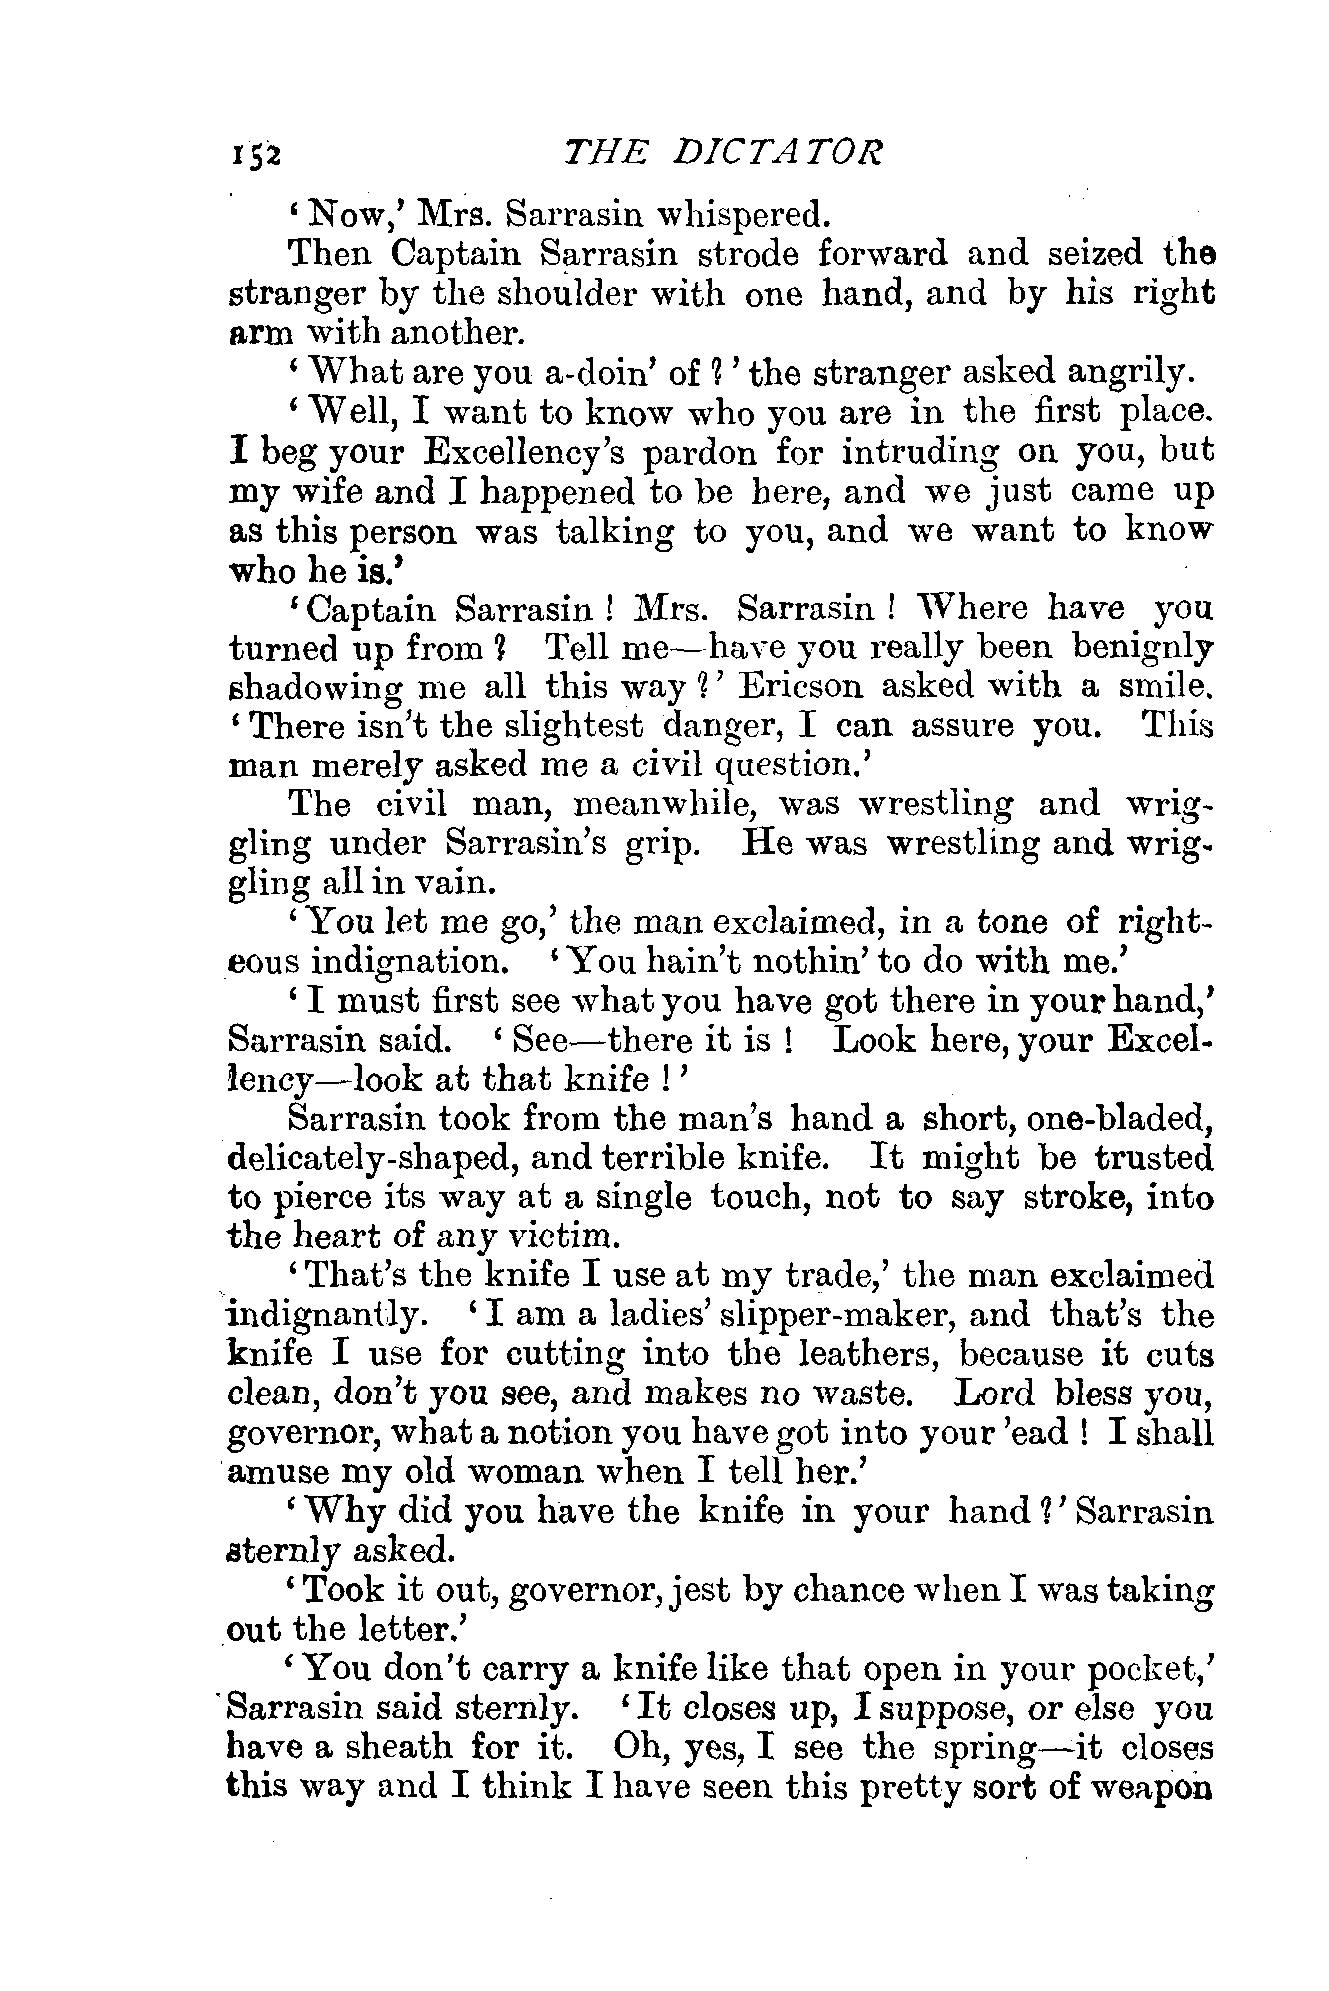 152 THE DICTATOR
‘Now,’ Mrs. Sarrasin whispered.
Then Captain Sarrasin strode forward and seized the
stranger by the shoulder with one hand, and by his right
arm with another.
‘What are you a-doin’ of?’ the stranger asked angrily.
‘Well, I want to know who you are in the first place.
I beg your Excellency’s pardon for intruding on you, but
my wife and I happened to be here, and we just came up
as this person was talking to you, and we want to know
who he is.’
‘Captain Sarrasin! Mrs. Sarrasin! Where have you
turned up from? Tell me—have you really been benignly
shadowing me all this way?’ Ericson asked with a smile.
‘There isn’t the slightest danger, I can assure you. This
man merely asked me a civil question.’
The civil man, meanwhile, was wrestling and wrig-
gling under Sarrasin’s grip. He was wrestling and wrig-
gling all in vain.
‘You let me go,’ the man exclaimed, in a tone of right-
eous indignation. ‘You hain’t nothin’ to do with me.’
‘I must first see what you have got there in your hand,’
Sarrasin said. ‘See—there it is! Look here, your Excel-
lency—look at that knife!’
Sarrasin took from the man’s hand a short, one-bladed,
delicately-shaped, and terrible knife. It might be trusted
to pierce its way at a single touch, not to say stroke, into
the heart of any victim.
‘That’s the knife I use at my trade,’ the man exclaimed
indignantly. ‘I am a ladies’ slipper-maker, and that’s the
knife I use for cutting into the leathers, because it cuts
clean, don’t you see, and makes no waste. Lord bless you,
governor, what a notion you have got into your ’ead! I shall
amuse my old woman when I tell her.’
‘Why did you have the knife in your hand?’ Sarrasin
sternly asked.
‘Took it out, governor, jest by chance when I was taking
out the letter.’
‘You don’t carry a knife like that open in your pocket,’
Sarrasin said sternly. ‘It closes up, I suppose, or else you
have a sheath for it. Oh, yes, I see the spring—it closes
this way and I think I have seen this pretty sort of weapon